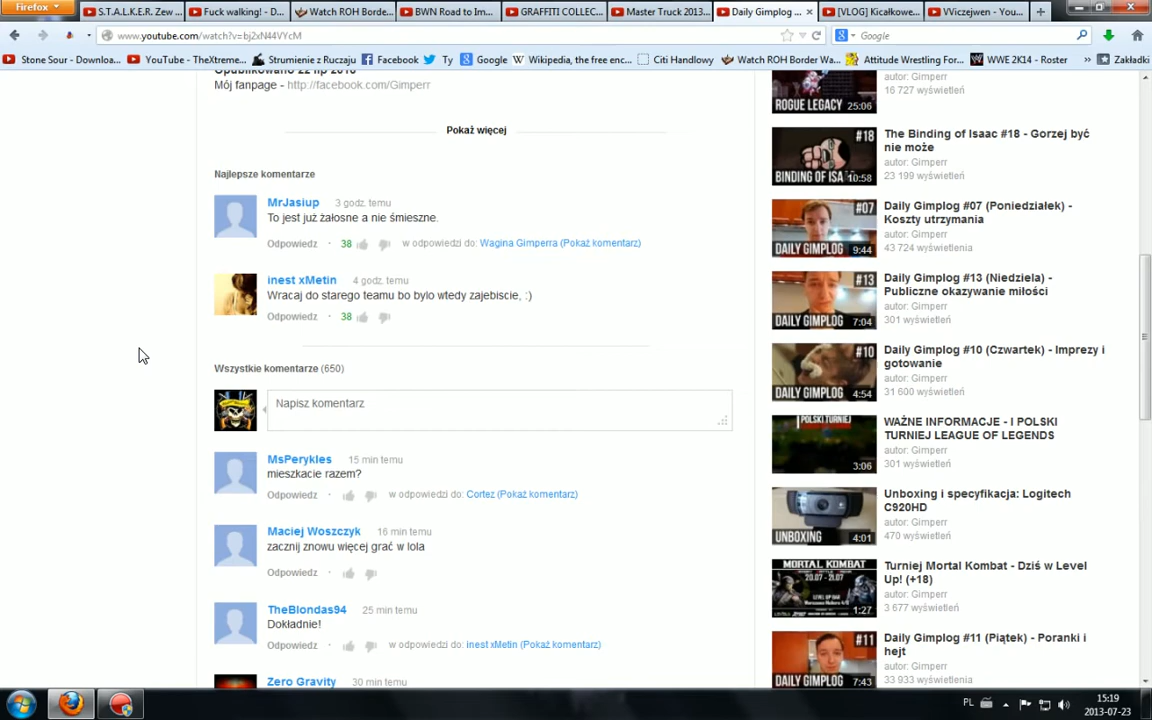 Firefox
S.T.A.L.K.E.R. Zew ...
Fuck walking! - D...
Watch ROH Borde...
BWN Road to Im...
GRAFFITI COLLEC...
Master Truck 2013...
Daily Gimplog ...
[VLOG] Kicałkowe...
VViczejwen - You...
www.youtube.com/watch?v=bj2xN44VYcM
Google
Stone Sour - Downloa...
YouTube - TheXtreme...
Strumienie z Ruczaju
Facebook
Ty
Google
Wikipedia, the free enc...
Citi Handlowy
Watch ROH Border Wa...
Attitude Wrestling For...
WWE 2K14 - Roster
»
Zakładki
Opublikowano 22 lip 2013
Mój fanpage - http://facebook.com/Gimperr
Pokaż więcej
Najlepsze komentarze
MrJasiup 3 godz. temu
To jest już żałosne a nie śmieszne.
Odpowiedz · 38 w odpowiedzi do: Wagina Gimperra (Pokaż komentarz)
inest xMetin 4 godz. temu
Wracaj do starego teamu bo bylo wtedy zajebiscie, :)
Odpowiedz · 38
Wszystkie komentarze (650)
Napisz komentarz
MsPerykles 15 min temu
mieszkacie razem?
Odpowiedz · w odpowiedzi do: Cortez (Pokaż komentarz)
Maciej Woszczyk 16 min temu
zacznij znowu więcej grać w lola
Odpowiedz ·
TheBlondas94 25 min temu
Dokładnie!
Odpowiedz · w odpowiedzi do: inest xMetin (Pokaż komentarz)
Zero Gravity 30 min temu
ROGUE LEGACY 25:06
autor: Gimperr
16 727 wyświetleń
#18
BINDING OF ISA 10:58
The Binding of Isaac #18 - Gorzej być
nie może
autor: Gimperr
23 199 wyświetleń
#07
DAILY GIMPLOG 9:44
Daily Gimplog #07 (Poniedziałek) -
Koszty utrzymania
autor: Gimperr
43 724 wyświetlenia
#13
DAILY GIMPLOG 7:04
Daily Gimplog #13 (Niedziela) -
Publiczne okazywanie miłości
autor: Gimperr
301 wyświetleń
#10
DAILY GIMPLOG 4:54
Daily Gimplog #10 (Czwartek) - Imprezy i
gotowanie
autor: Gimperr
31 600 wyświetleń
POLSKI TURNIEJ
3:06
WAŻNE INFORMACJE - I POLSKI
TURNIEJ LEAGUE OF LEGENDS
autor: Gimperr
301 wyświetleń
UNBOXING 4:01
Unboxing i specyfikacja: Logitech
C920HD
autor: Gimperr
470 wyświetleń
MORTAL KOMBAT
20.07 - 21.07
1:27
Turniej Mortal Kombat - Dziś w Level
Up! (+18)
autor: Gimperr
3 677 wyświetleń
#11
DAILY GIMPLOG 7:43
Daily Gimplog #11 (Piątek) - Poranki i
hejt
autor: Gimperr
33 933 wyświetlenia
PL
15:19
2013-07-23